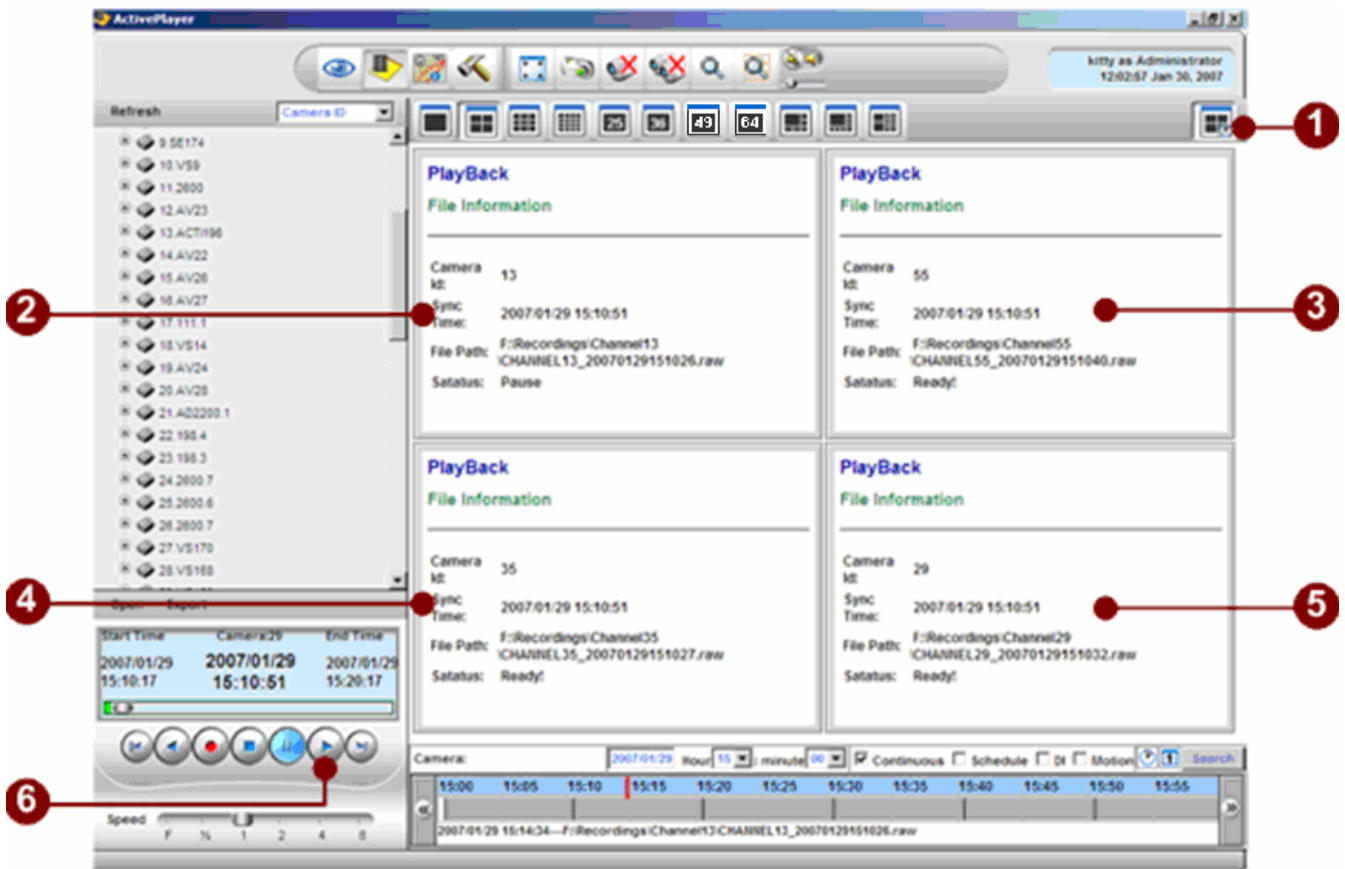 ActivePlayer
kitty as Administrator
12:02:57 Jan 30, 2007
Refresh Camera ID
25 36 49 64
1
9.SE174
10.VS9
11.2600
12.AV23
13.ACTi198
14.AV22
15.AV26
16.AV27
17.111.1
18.VS14
19.AV24
20.AV28
21.AD2200.1
22.198.4
23.198.3
24.2600.7
25.2600.6
26.2600.7
27.VS170
28.VS168
PlayBack
File Information
Camera Id: 13
2
Sync Time: 2007/01/29 15:10:51
File Path: F:\Recordings\Channel13
\CHANNEL13_20070129151026.raw
Satatus: Pause
PlayBack
File Information
Camera Id: 55
Sync Time: 2007/01/29 15:10:51
3
File Path: F:\Recordings\Channel55
\CHANNEL55_20070129151040.raw
Satatus: Ready!
PlayBack
File Information
Camera Id: 35
4
Sync Time: 2007/01/29 15:10:51
File Path: F:\Recordings\Channel35
\CHANNEL35_20070129151027.raw
Satatus: Ready!
PlayBack
File Information
Camera Id: 29
Sync Time: 2007/01/29 15:10:51
5
File Path: F:\Recordings\Channel29
\CHANNEL29_20070129151032.raw
Satatus: Ready!
Export
Start Time Camera:29 End Time
2007/01/29 2007/01/29 2007/01/29
15:10:17 15:10:51 15:20:17
6
Speed
F ½ 1 2 4 8
Camera: 2007/01/29 Hour 15 : minute 00 Continuous Schedule DI Motion 1 Search
15:00 15:05 15:10 15:15 15:20 15:25 15:30 15:35 15:40 15:45 15:50 15:55
2007/01/29 15:14:34---F:\Recordings\Channel13\CHANNEL13_20070129151026.raw